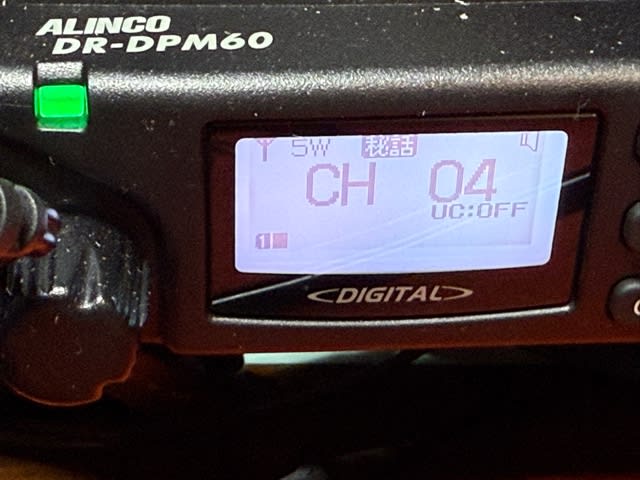 ALINCO
DR-DPM60
5W 秘話
CH 04
UC:OFF
1
DIGITAL